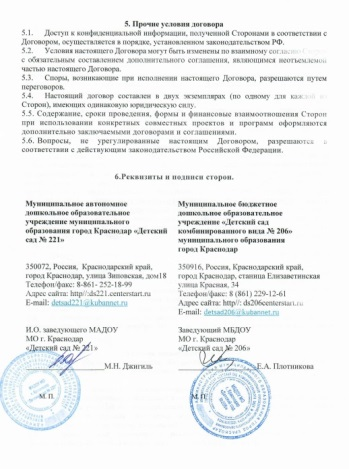 5. Прочие условия договора
5.1. Доступ к конфиденциальной информации, полученной Сторонами в соответствии с
Договором, осуществляется в порядке, установленном законодательством РФ.
5.2. Условия настоящего Договора могут быть изменены по взаимному согласию
с обязательным составлением дополнительного соглашения, являющимся неотъемлемой
частью настоящего Договора.
5.3. Споры, возникающие при исполнении настоящего Договора, разрешаются путем
переговоров.
5.4. Настоящий договор составлен в двух экземплярах (по одному для каждой из
Сторон), имеющих одинаковую юридическую силу.
5.5. Содержание, сроки проведения, формы и финансовые взаимоотношения Сторон
при использовании конкретных совместных проектов и программ оформляются
дополнительно заключаемыми договорами и соглашениями.
5.6. Вопросы, не урегулированные настоящим Договором, разрешаются в
соответствии с действующим законодательством Российской Федерации.
6.Реквизиты и подписи сторон.
Муниципальное автономное
дошкольное образовательное
учреждение муниципального
образования город Краснодар «Детский
сад № 221»
350072, Россия, Краснодарский край,
город Краснодар, улица Зиповская, дом18
Телефон/факс: 8-861- 252-18-99
Адрес сайта: http\\:ds221.centerstart.ru
E-mail: detsad221@kubannet.ru
И.О. заведующего МАДОУ
МО г. Краснодар
«Детский сад № 221»
М.Н. Джигиль
М. П.
Муниципальное бюджетное
дошкольное образовательное
учреждение «Детский сад
комбинированного вида № 206»
муниципального образования
город Краснодар
350916, Россия, Краснодарский край,
город Краснодар, станица Елизаветинская
улица Красная, 34
Телефон/факс: 8 (861) 229-12-61
Адрес сайта: http\\: ds206centerstart.ru
E-mail: detsad206@kubannet.ru
Заведующий МБДОУ
МО г. Краснодар
«Детский сад № 206»
Е.А. Плотникова
М. П.